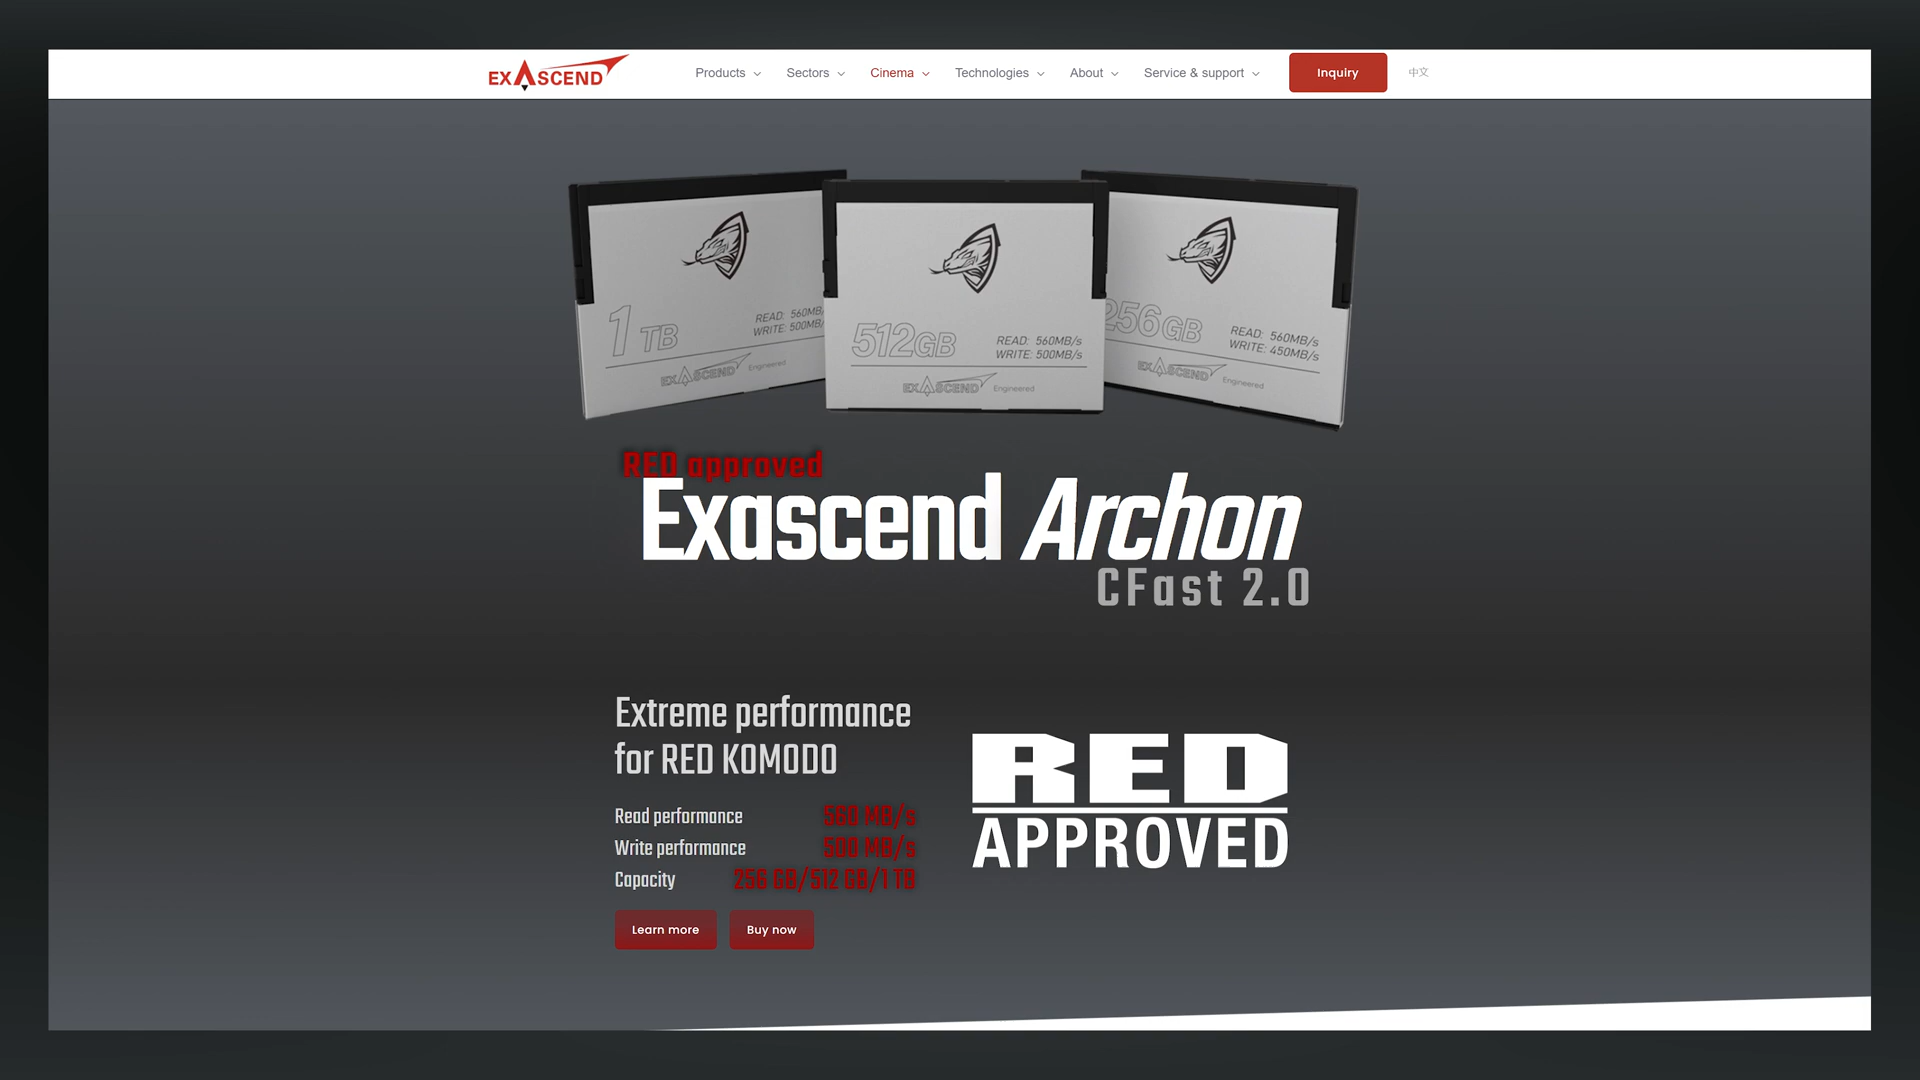 EXASCEND
Products
Sectors
Cinema
Technologies
About
Service & support
Inquiry
中文
1 TB
READ: 560MB/
WRITE: 500MB/
EXASCEND Engineered
512GB
READ: 560MB/s
WRITE: 500MB/s
EXASCEND Engineered
256GB
READ: 560MB/s
WRITE: 450MB/s
EXASCEND Engineered
RED approved
Exascend Archon
CFast 2.0
Extreme performance
for RED KOMODO
Read performance 560 MB/s
Write performance 500 MB/s
Capacity 256 GB/512 GB/1 TB
Learn more
Buy now
RED
APPROVED